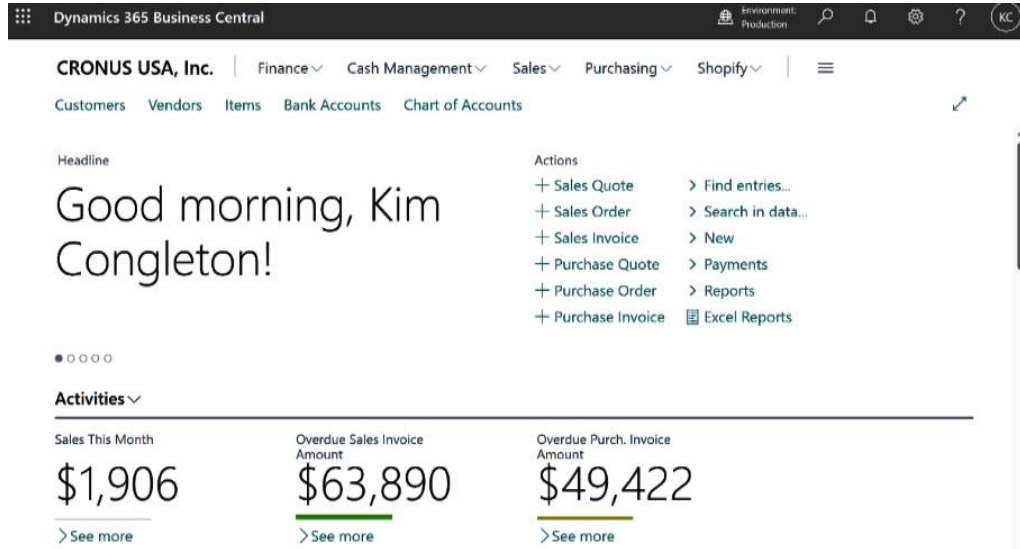 Dynamics 365 Business Central
Environment:
Production
KC
CRONUS USA, Inc.
Finance
Cash Management
Sales
Purchasing
Shopify
Customers
Vendors
Items
Bank Accounts
Chart of Accounts
Headline
Good morning, Kim
Congleton!
Actions
+ Sales Quote
+ Sales Order
+ Sales Invoice
+ Purchase Quote
+ Purchase Order
+ Purchase Invoice
> Find entries...
> Search in data...
> New
> Payments
> Reports
Excel Reports
Activities
Sales This Month
$1,906
> See more
Overdue Sales Invoice
Amount
$63,890
> See more
Overdue Purch. Invoice
Amount
$49,422
> See more